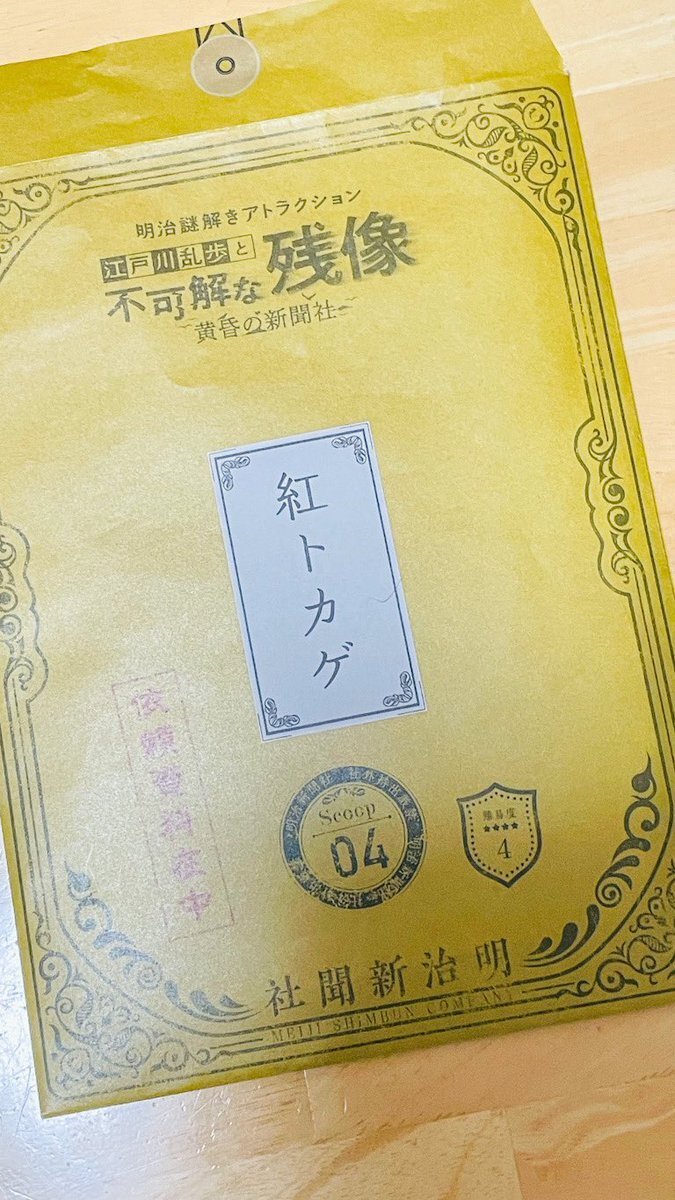 明治謎解きアトラクション
江戸川乱歩と
不可解な残像
黄昏の新聞社
紅トカゲ
依頼資料在中
Scoop
04
難易度
★★★★
4
社聞新治明
MEIJI SHIMBUN COMPANY